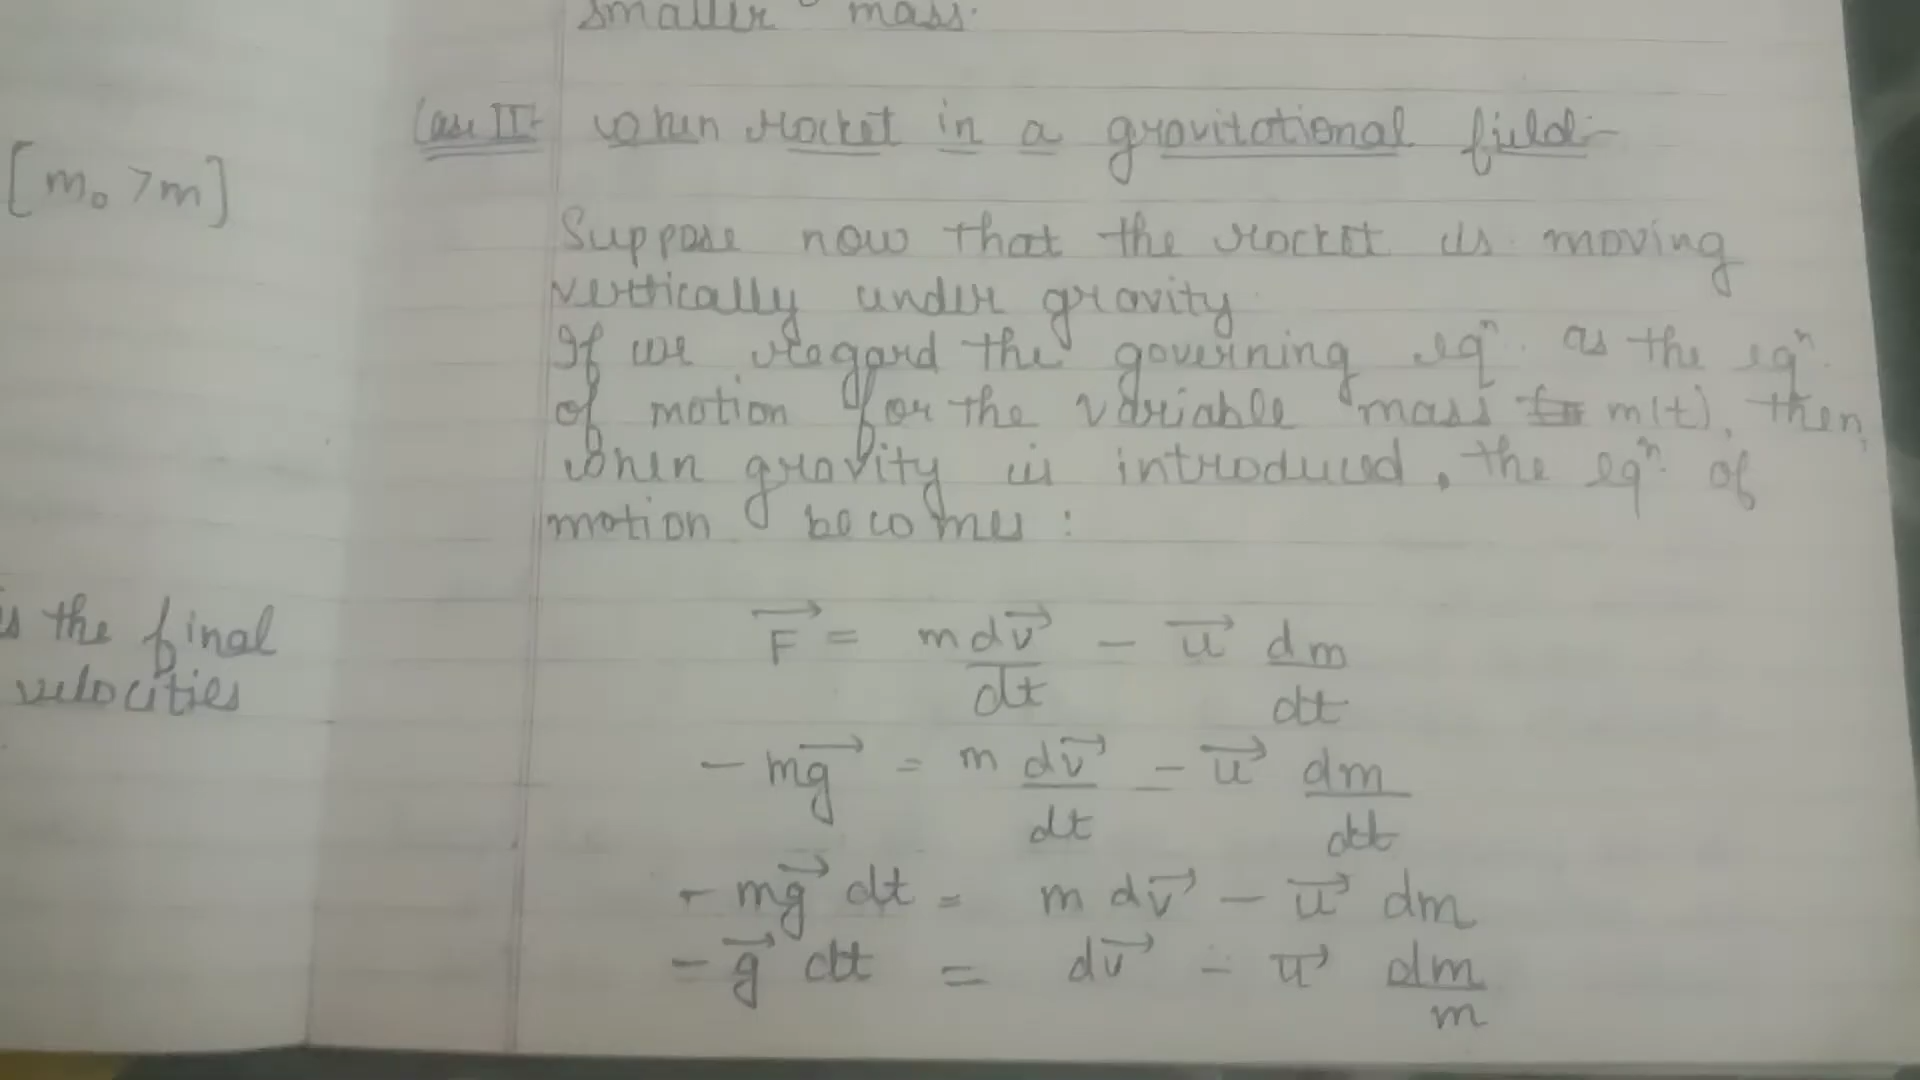 smaller mass.
Case II:- When rocket in a gravitational field:-
[m₀ > m]
Suppose now that the rocket is moving
vertically under gravity.
If we regard the governing eqⁿ. as the eqⁿ.
of motion for the variable mass m(t), then,
when gravity is introduced, the eqⁿ. of
motion becomes:
is the final
velocities
F⃗ = m dv⃗/dt - u⃗ dm/dt
- mg⃗ = m dv⃗/dt - u⃗ dm/dt
- mg⃗ dt = m dv⃗ - u⃗ dm
- g⃗ dt = dv⃗ - u⃗ dm/m